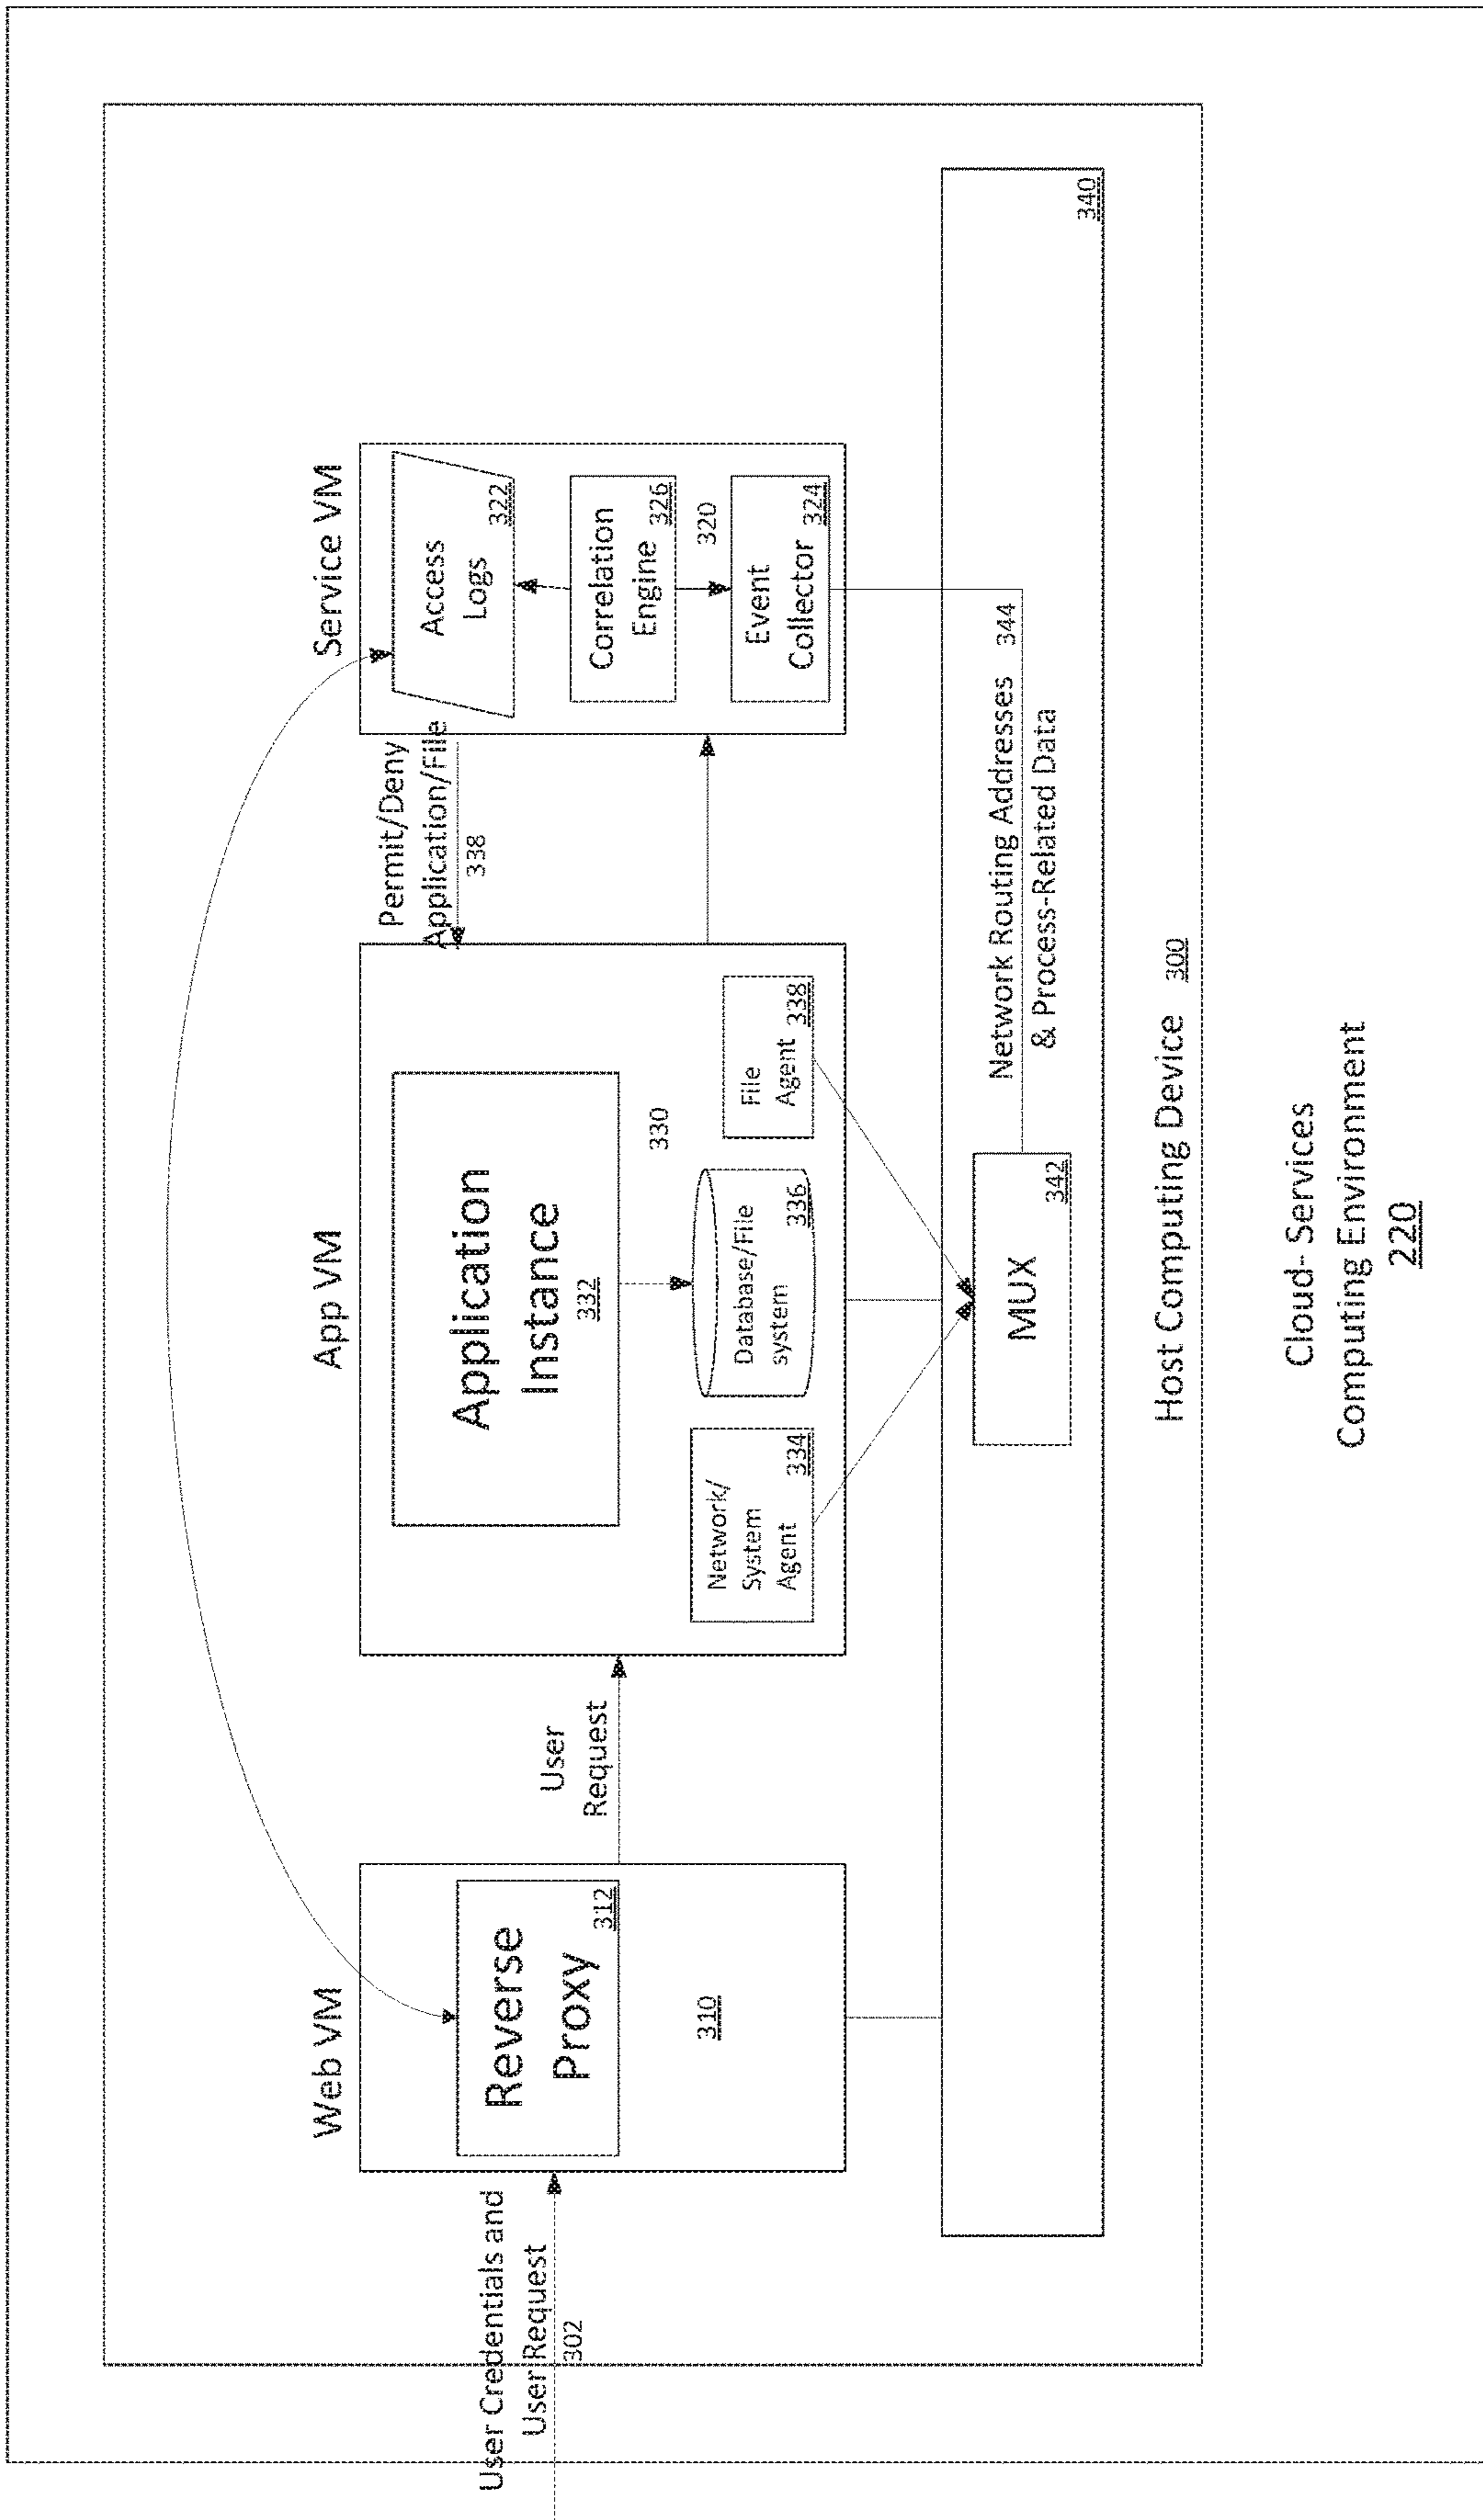 User Credentials and
User Request
302
Web VM
Reverse
Proxy
312
310
User
Request
App VM
Application
Instance
332
330
Network/
System
Agent
334
Database/File
system
336
File
Agent
338
Permit/Deny
Application/File
338
Service VM
Access
Logs
322
Correlation
Engine
326
320
Event
Collector
324
Network Routing Addresses
344
& Process-Related Data
MUX
342
340
Host Computing Device
300
Cloud- Services
Computing Environment
220